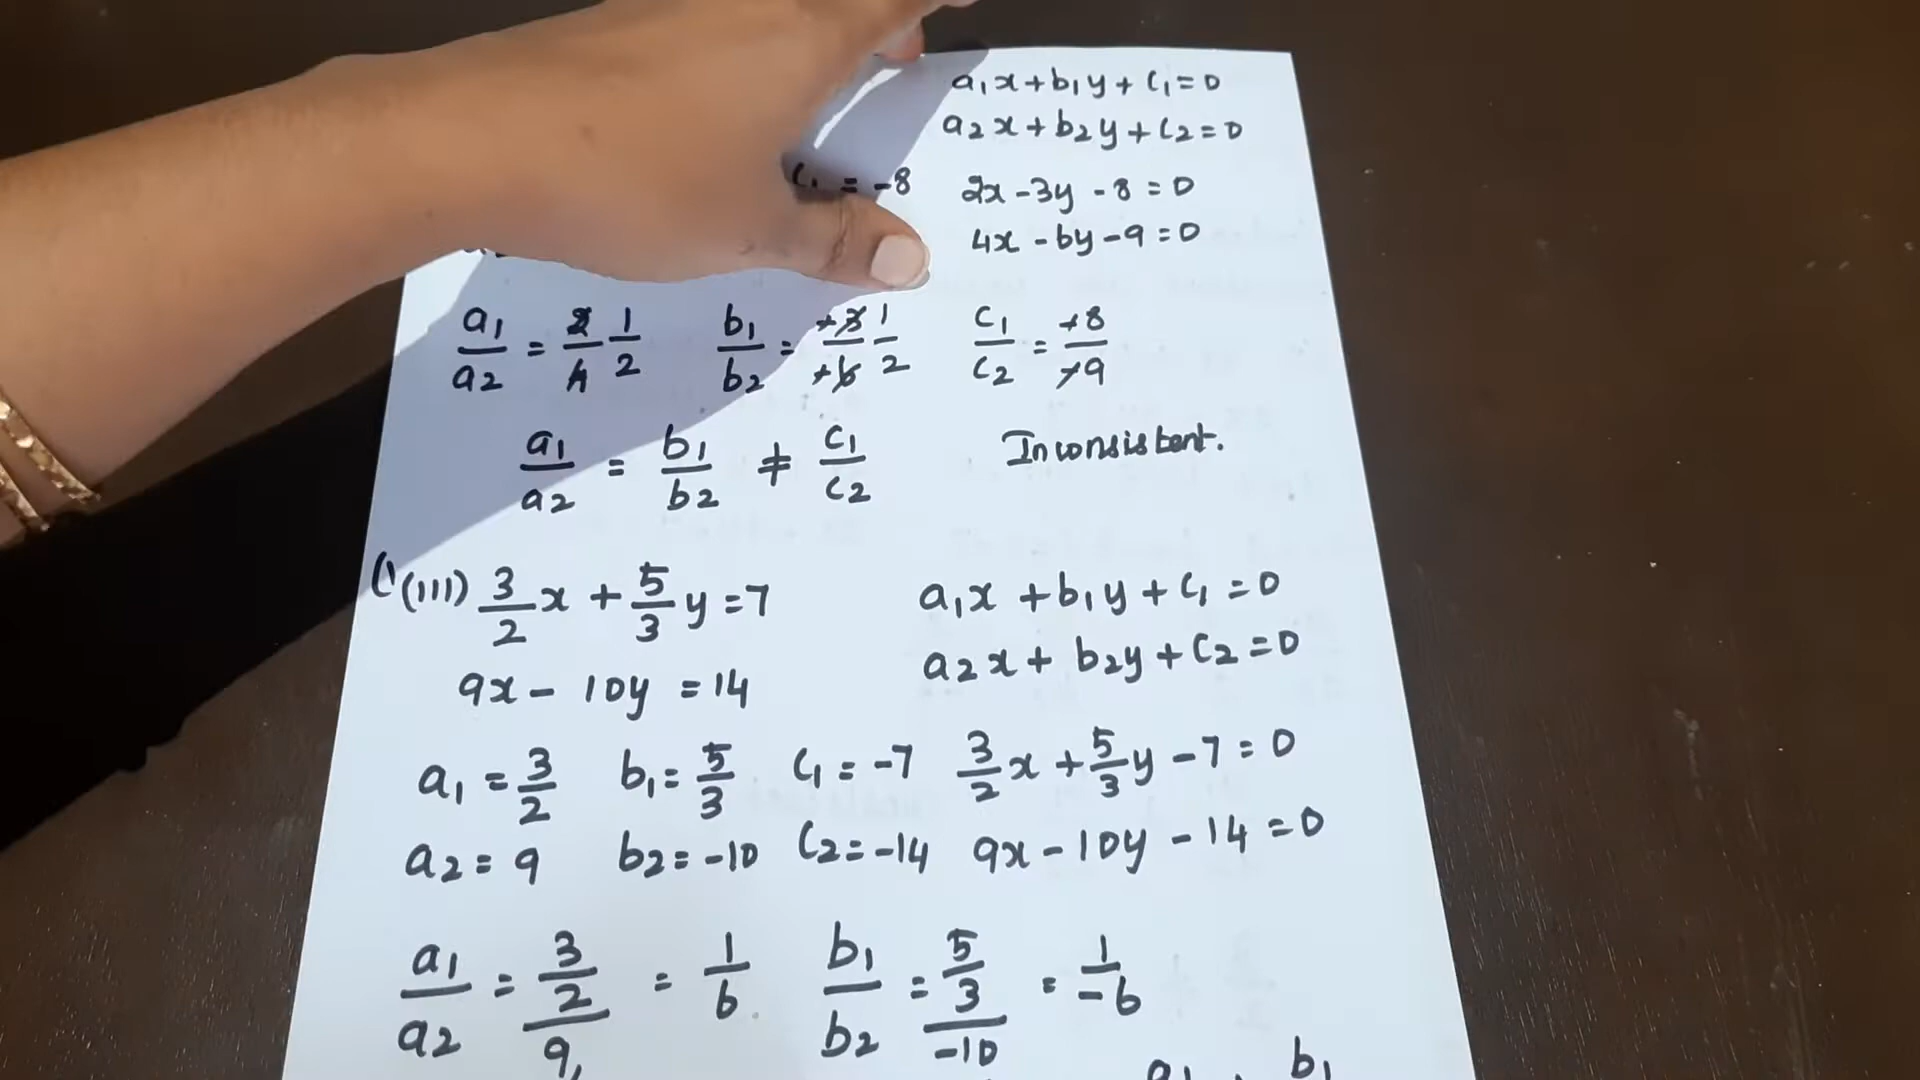 a₁x + b₁y + c₁ = 0
a₂x + b₂y + c₂ = 0
c₁ = -8 2x - 3y - 8 = 0
4x - 6y - 9 = 0
a₁/a₂ = 2/4 1/2 b₁/b₂ = +3/+6 1/2 c₁/c₂ = +8/+9
a₁/a₂ = b₁/b₂ ≠ c₁/c₂ Inconsistent.
(iii) 3/2 x + 5/3 y = 7 a₁x + b₁y + c₁ = 0
9x - 10y = 14 a₂x + b₂y + c₂ = 0
a₁ = 3/2 b₁ = 5/3 c₁ = -7 3/2 x + 5/3 y - 7 = 0
a₂ = 9 b₂ = -10 c₂ = -14 9x - 10y - 14 = 0
a₁/a₂ = 3/2/9 = 1/6 b₁/b₂ = 5/3/-10 = 1/-6
a₁ b₁